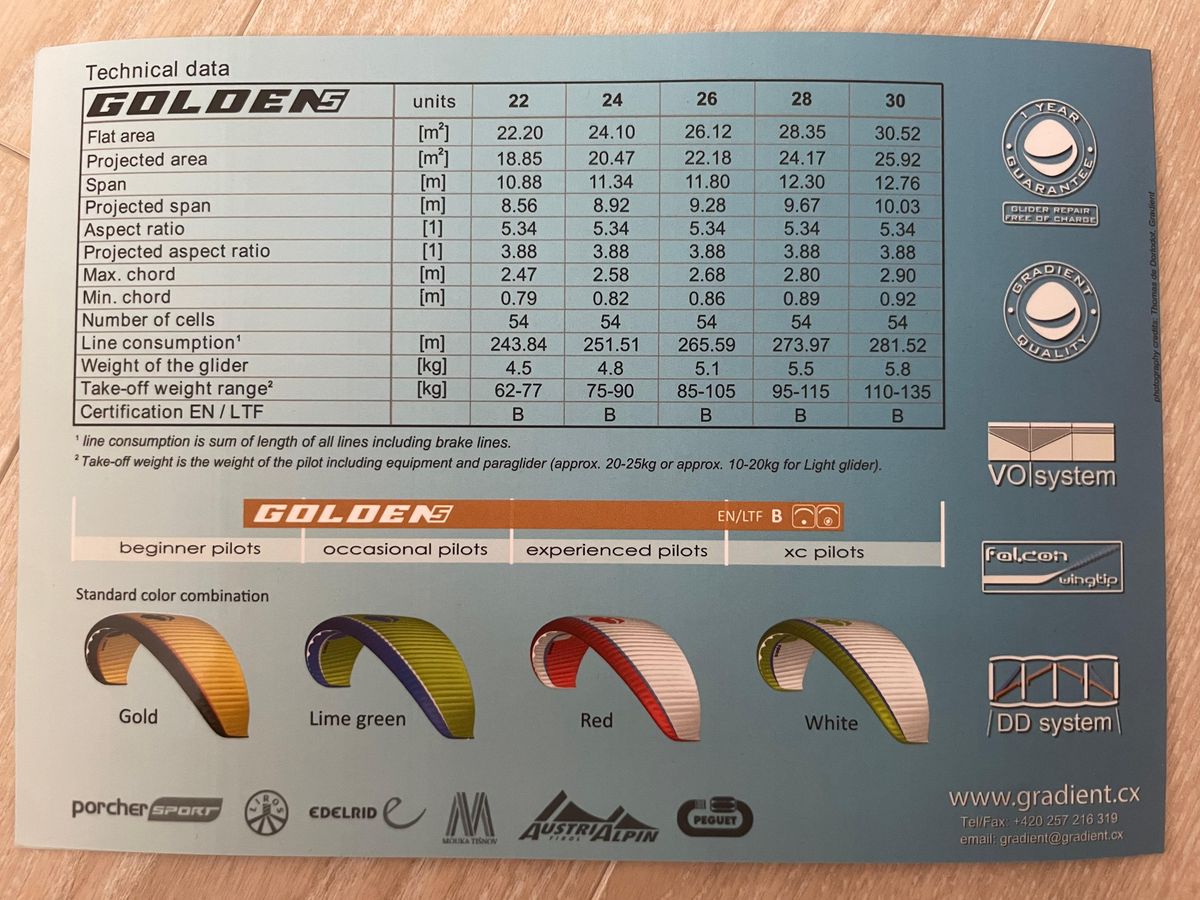 Technical data
GOLDEN5 units 22 24 26 28 30
Flat area [m²] 22.20 24.10 26.12 28.35 30.52
Projected area [m²] 18.85 20.47 22.18 24.17 25.92
Span [m] 10.88 11.34 11.80 12.30 12.76
Projected span [m] 8.56 8.92 9.28 9.67 10.03
Aspect ratio [1] 5.34 5.34 5.34 5.34 5.34
Projected aspect ratio [1] 3.88 3.88 3.88 3.88 3.88
Max. chord [m] 2.47 2.58 2.68 2.80 2.90
Min. chord [m] 0.79 0.82 0.86 0.89 0.92
Number of cells 54 54 54 54 54
Line consumption¹ [m] 243.84 251.51 265.59 273.97 281.52
Weight of the glider [kg] 4.5 4.8 5.1 5.5 5.8
Take-off weight range² [kg] 62-77 75-90 85-105 95-115 110-135
Certification EN / LTF B B B B B
¹ line consumption is sum of length of all lines including brake lines.
² Take-off weight is the weight of the pilot including equipment and paraglider (approx. 20-25kg or approx. 10-20kg for Light glider).
GOLDEN5 EN/LTF B
beginner pilots occasional pilots experienced pilots xc pilots
Standard color combination
Gold Lime green Red White
porcher SPORT
LIROS
EDELRID e
MOUKA TIŠNOV
AUSTRIALPIN
TIROL
PEGUET
1 YEAR
GUARANTEE
GLIDER REPAIR
FREE OF CHARGE
GRADIENT
QUALITY
VO|system
falcon
wingtip
DD system
www.gradient.cx
Tel/Fax: +420 257 216 319
email: gradient@gradient.cx
photography credits: Thomas de Dorlodot, Gradient